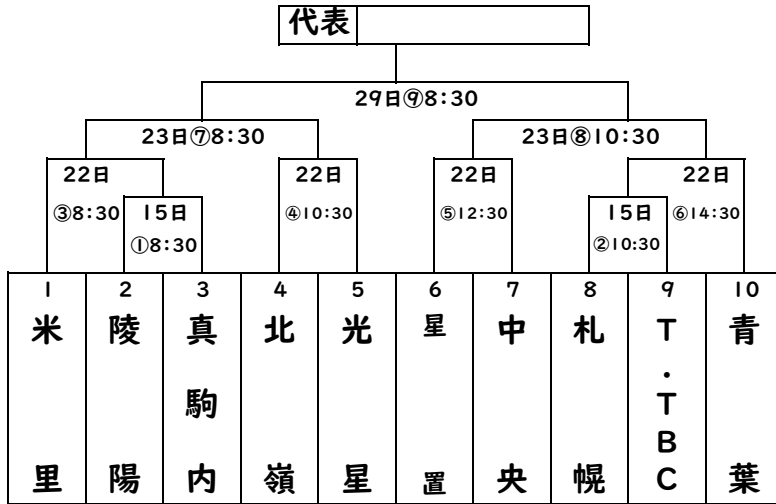 代表
29日⑨8:30
23日⑦8:30
23日⑧10:30
22日
22日
22日
22日
③8:30
15日
④10:30
⑤12:30
15日
⑥14:30
①8:30
②10:30
1 2 3 4 5 6 7 8 9 10
米里
陵陽
真駒内
北嶺
光星
星置
中央
札幌
T.TBC
青葉